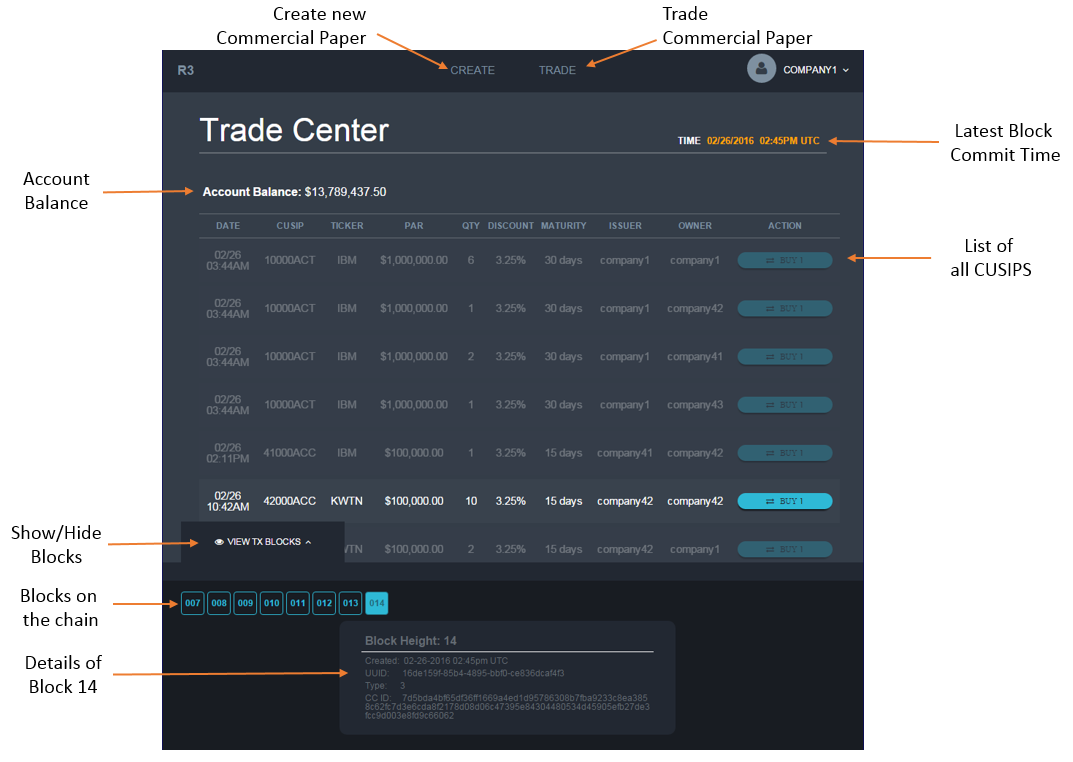 Create new
Commercial Paper
Trade
Commercial Paper
R3
CREATE
TRADE
COMPANY1
Trade Center
TIME 02/26/2016 02:45PM UTC
Latest Block
Commit Time
Account
Balance
Account Balance: $13,789,437.50
DATE CUSIP TICKER PAR QTY DISCOUNT MATURITY ISSUER OWNER ACTION
02/26
03:44AM 10000ACT IBM $1,000,000.00 6 3.25% 30 days company1 company1 BUY 1
List of
all CUSIPS
02/26
03:44AM 10000ACT IBM $1,000,000.00 1 3.25% 30 days company1 company42 BUY 1
02/26
03:44AM 10000ACT IBM $1,000,000.00 2 3.25% 30 days company1 company41 BUY 1
02/26
03:44AM 10000ACT IBM $1,000,000.00 1 3.25% 30 days company1 company43 BUY 1
02/26
02:11PM 41000ACC IBM $100,000.00 1 3.25% 15 days company41 company42 BUY 1
02/26
10:42AM 42000ACC KWTN $100,000.00 10 3.25% 15 days company42 company42 BUY 1
Show/Hide
Blocks
VIEW TX BLOCKS
WTN $100,000.00 2 3.25% 15 days company42 company1 BUY 1
Blocks on
the chain
007 008 009 010 011 012 013 014
Details of
Block 14
Block Height: 14
Created: 02-26-2016 02:45pm UTC
UUID: 16de159f-85b4-4895-bbf0-ce836dcaf4f3
Type: 3
CC ID: 7d5bda4bf65df36ff1669a4ed1d95786308b7fba9233c8ea385
8c62fc7d3e6cda8f2178d08d06c47395e84304480534d45905efb27de3
fcc9d003e8fd9c66062